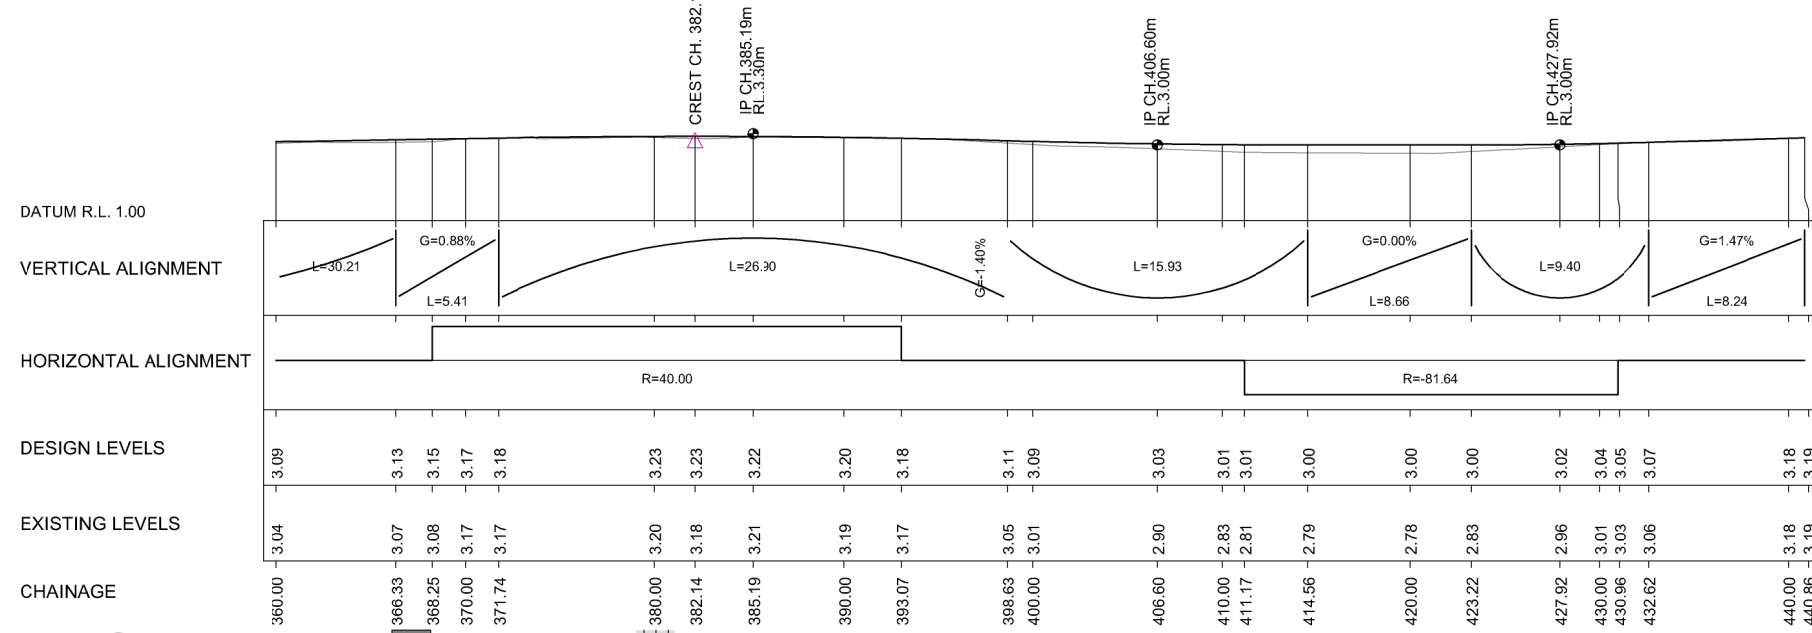 CREST CH. 382.
IP CH.385.19m
RL.3.30m
IP CH.406.60m
RL.3.00m
IP CH.427.92m
RL.3.00m
DATUM R.L. 1.00
VERTICAL ALIGNMENT
L=30.21
G=0.88%
L=5.41
L=26.90
G=-1.40%
L=15.93
G=0.00%
L=8.66
L=9.40
G=1.47%
L=8.24
HORIZONTAL ALIGNMENT
R=40.00
R=-81.64
DESIGN LEVELS
3.09 3.13 3.15 3.17 3.18 3.23 3.23 3.22 3.20 3.18 3.11 3.09 3.03 3.01 3.01 3.00 3.00 3.00 3.02 3.04 3.05 3.07 3.18 3.19
EXISTING LEVELS
3.04 3.07 3.08 3.17 3.17 3.20 3.18 3.21 3.19 3.17 3.05 3.01 2.90 2.83 2.81 2.79 2.78 2.83 2.96 3.01 3.03 3.06 3.18 3.19
CHAINAGE
360.00 366.33 368.25 370.00 371.74 380.00 382.14 385.19 390.00 393.07 398.63 400.00 406.60 410.00 411.17 414.56 420.00 423.22 427.92 430.00 430.96 432.62 440.00 440.86